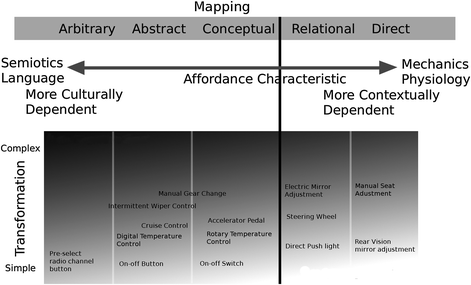 Mapping
Arbitrary Abstract Conceptual Relational Direct
Semiotics
Language
Mechanics
Physiology
Affordance Characteristic
More Culturally
Dependent
More Contextually
Dependent
Transformation
Complex
Simple
Manual Gear Change
Intermittent Wiper Control
Cruise Control
Digital Temperature
Control
Pre-select
radio channel
button
On-off Button
Accelerator Pedal
Rotary Temperature
Control
On-off Switch
Electric Mirror
Adjustment
Steering Wheel
Direct Push light
Manual Seat
Adustment
Rear Vision
mirror adjustment